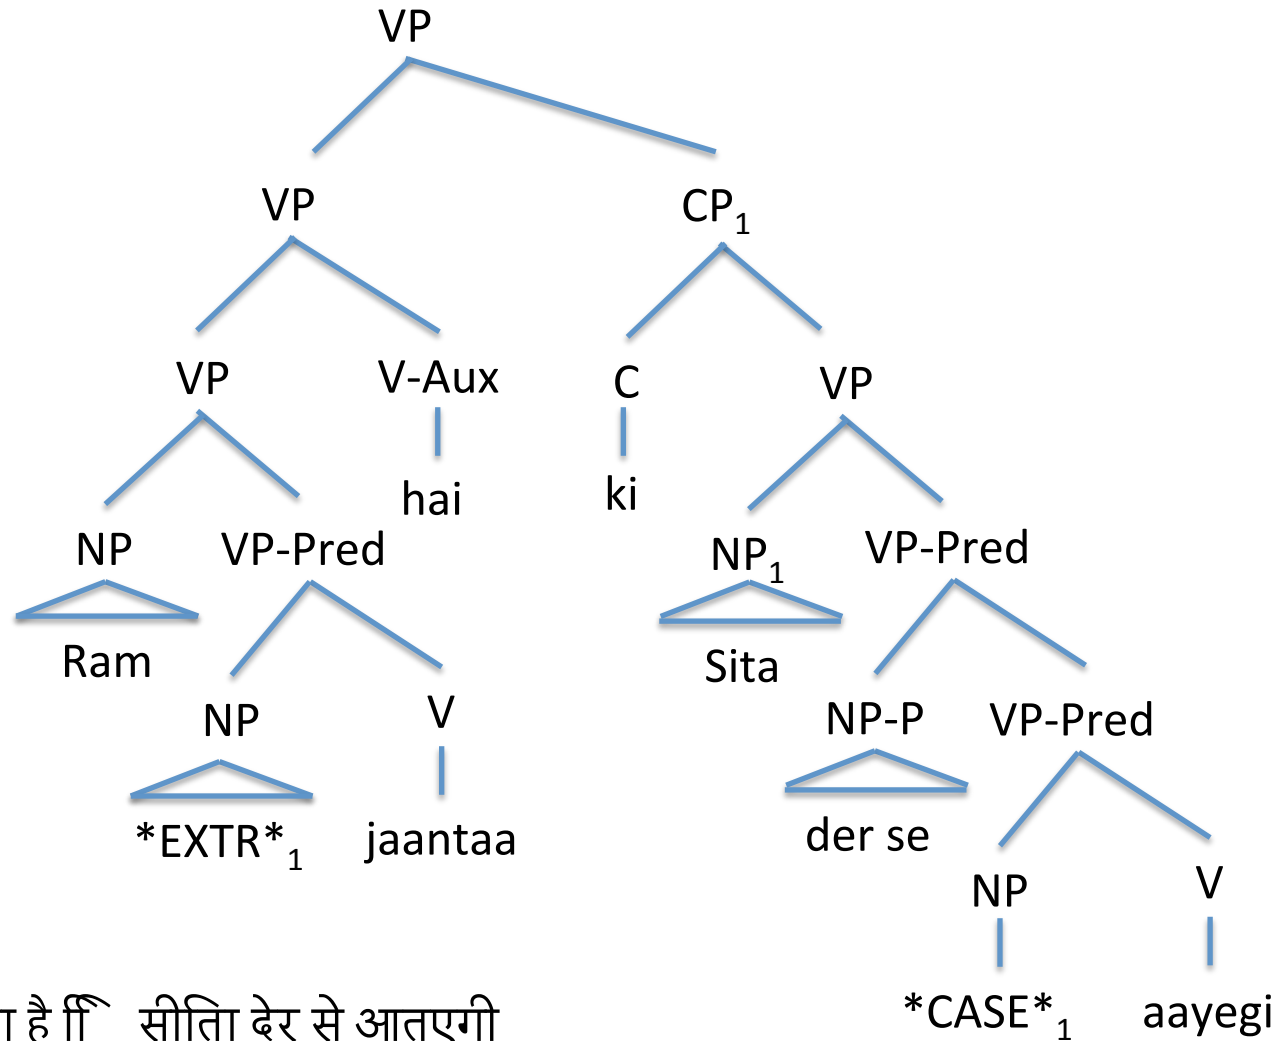 VP
VP CP1
VP V-Aux C VP
hai ki
NP VP-Pred NP1 VP-Pred
Ram Sita
NP V NP-P VP-Pred
*EXTR*1 jaantaa der se
NP V
*CASE*1 aayegi
है सीतिा देर से आतएगी